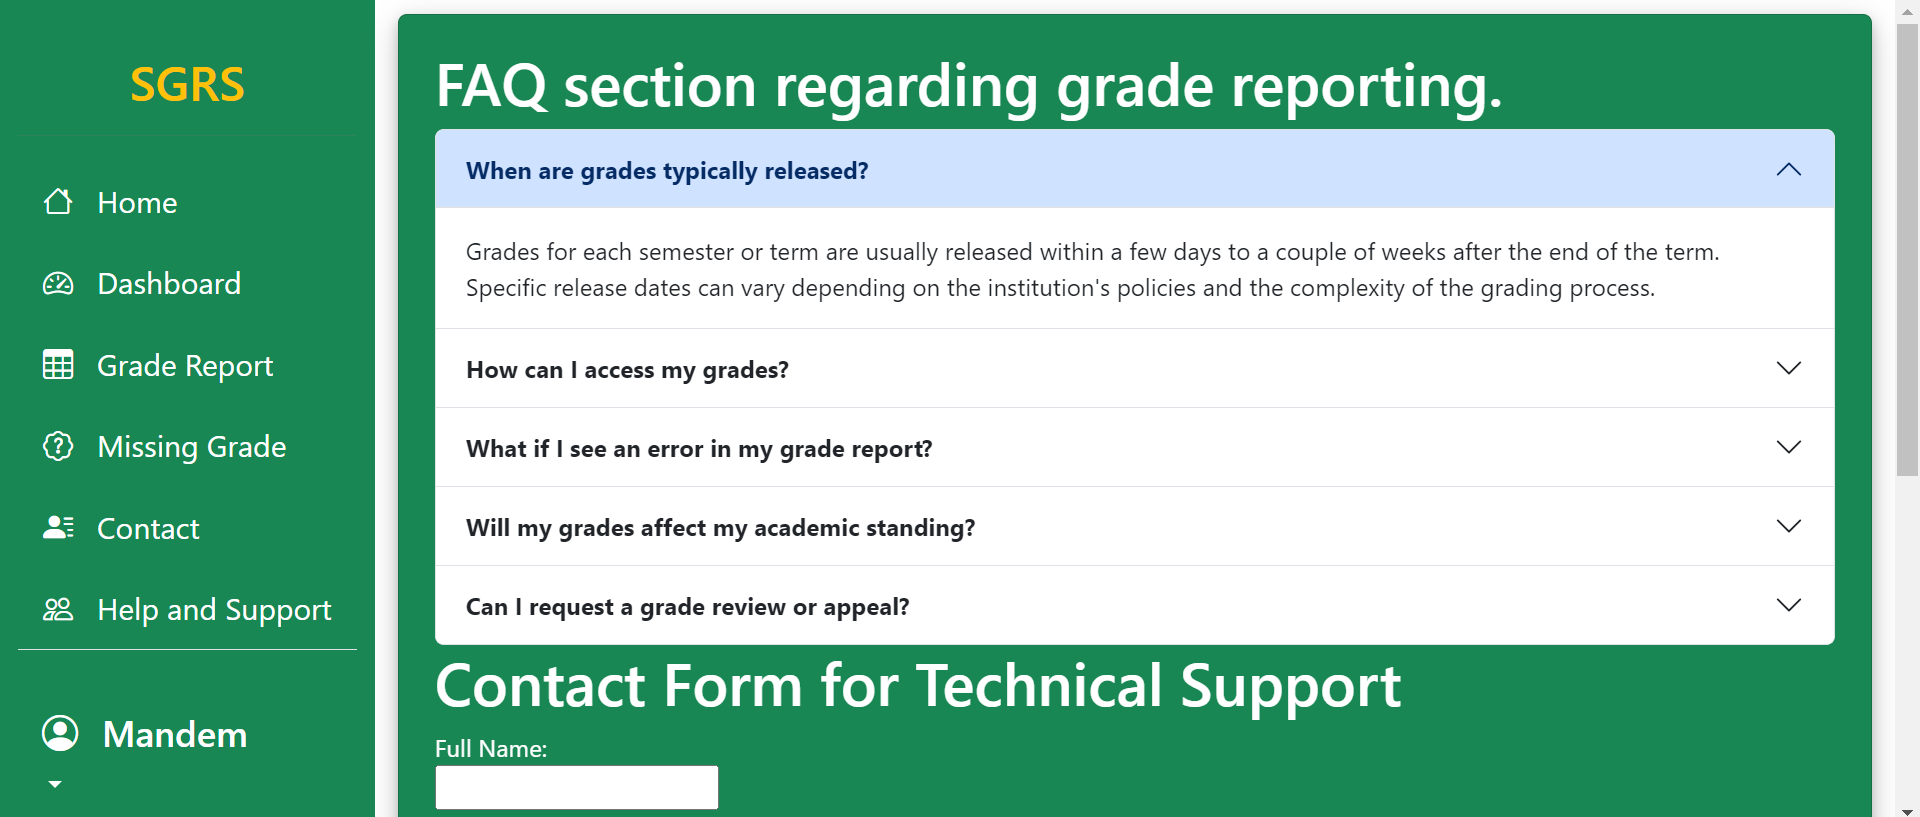 SGRS
Home
Dashboard
Grade Report
Missing Grade
Contact
Help and Support
Mandem
FAQ section regarding grade reporting.
When are grades typically released?
Grades for each semester or term are usually released within a few days to a couple of weeks after the end of the term.
Specific release dates can vary depending on the institution's policies and the complexity of the grading process.
How can I access my grades?
What if I see an error in my grade report?
Will my grades affect my academic standing?
Can I request a grade review or appeal?
Contact Form for Technical Support
Full Name: